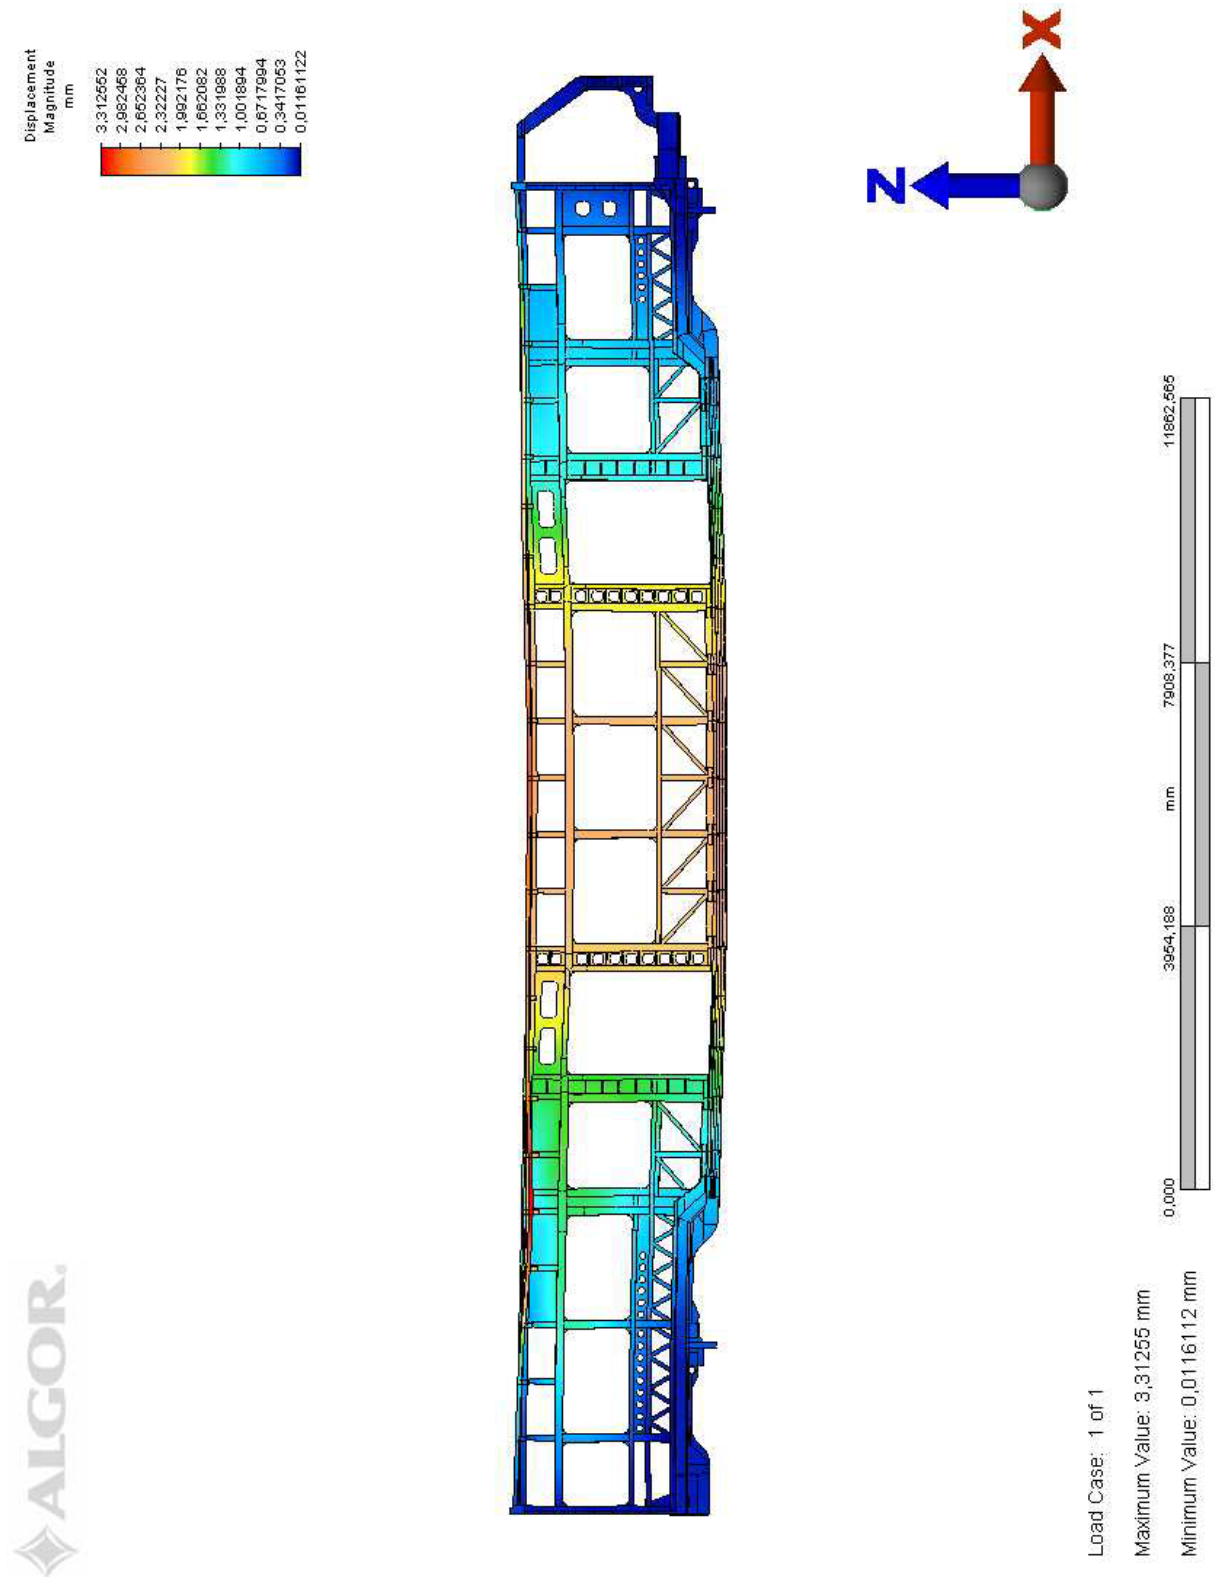 ALGOR.
Displacement
Magnitude
mm
3,312552
2,982458
2,652364
2,32227
1,992176
1,662082
1,331988
1,001894
0,6717994
0,3417053
0,01161122
Z
X
Load Case: 1 of 1
Maximum Value: 3,31255 mm
Minimum Value: 0,0116112 mm
0,000
3954,188
mm
7908,377
11862,565